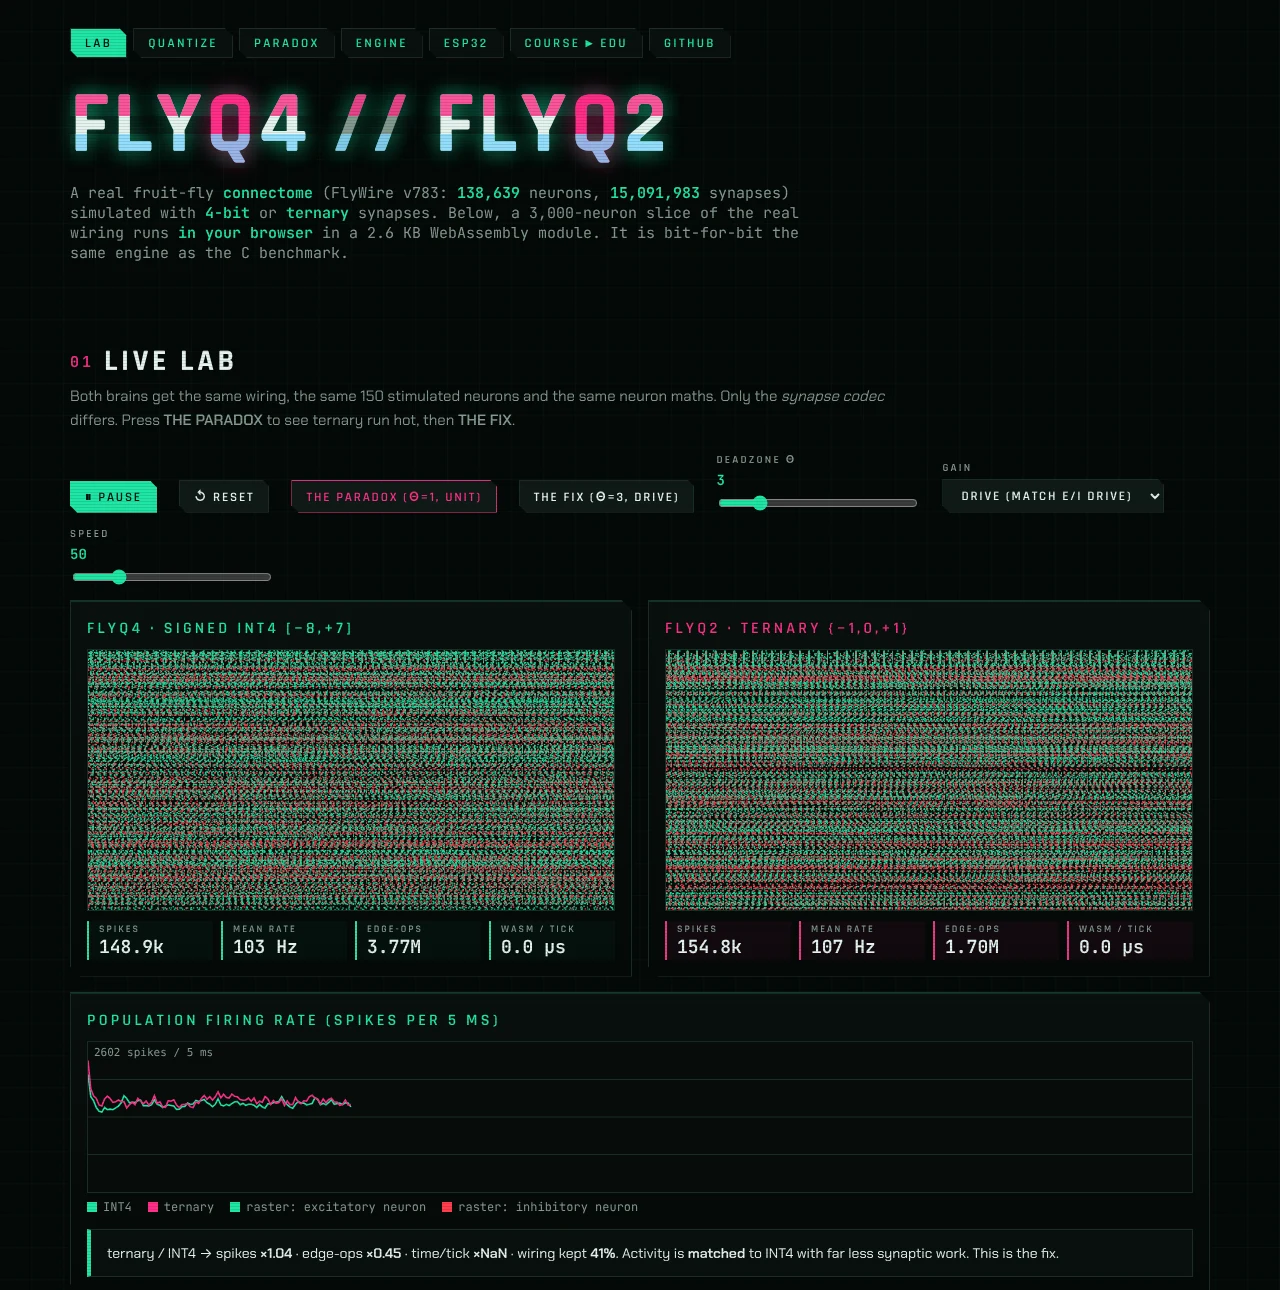 LAB QUANTIZE PARADOX ENGINE ESP32 COURSE ▸ EDU GITHUB
FLYQ4 // FLYQ2
A real fruit-fly connectome (FlyWire v783: 138,639 neurons, 15,091,983 synapses)
simulated with 4-bit or ternary synapses. Below, a 3,000-neuron slice of the real
wiring runs in your browser in a 2.6 KB WebAssembly module. It is bit-for-bit the
same engine as the C benchmark.
01 LIVE LAB
Both brains get the same wiring, the same 150 stimulated neurons and the same neuron maths. Only the synapse codec
differs. Press THE PARADOX to see ternary run hot, then THE FIX.
DEADZONE Θ
3
GAIN
⏸ PAUSE ↺ RESET THE PARADOX (Θ=1, UNIT) THE FIX (Θ=3, DRIVE) DRIVE (MATCH E/I DRIVE)
SPEED
50
FLYQ4 · SIGNED INT4 [−8,+7]
SPIKES MEAN RATE EDGE-OPS WASM / TICK
148.9k 103 Hz 3.77M 0.0 µs
FLYQ2 · TERNARY {−1,0,+1}
SPIKES MEAN RATE EDGE-OPS WASM / TICK
154.8k 107 Hz 1.70M 0.0 µs
POPULATION FIRING RATE (SPIKES PER 5 MS)
2602 spikes / 5 ms
INT4 ternary raster: excitatory neuron raster: inhibitory neuron
ternary / INT4 → spikes ×1.04 · edge-ops ×0.45 · time/tick ×NaN · wiring kept 41%. Activity is matched to INT4 with far less synaptic work. This is the fix.